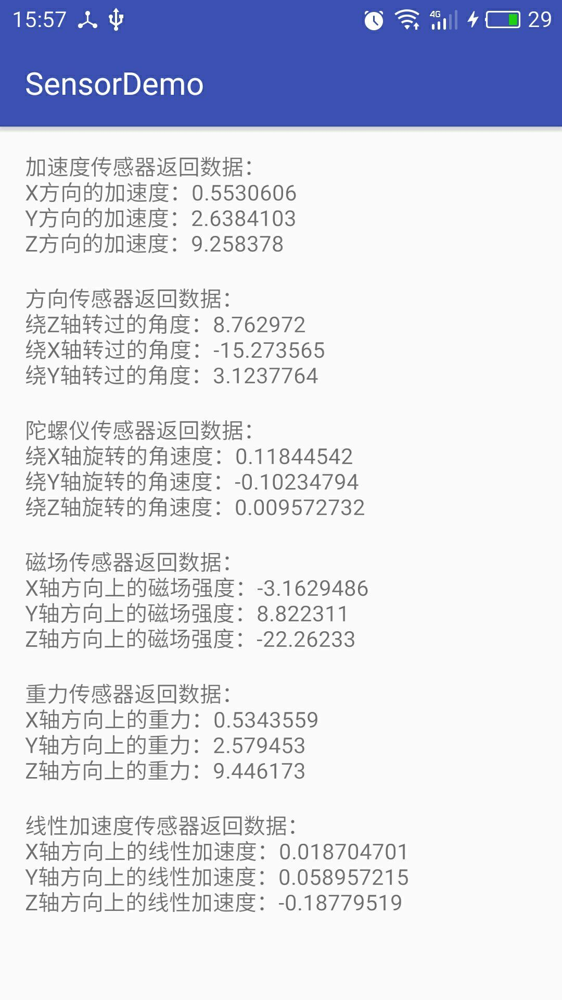 15:57 4G 29
SensorDemo
加速度传感器返回数据：
X方向的加速度：0.5530606
Y方向的加速度：2.6384103
Z方向的加速度：9.258378
方向传感器返回数据：
绕Z轴转过的角度：8.762972
绕X轴转过的角度：-15.273565
绕Y轴转过的角度：3.1237764
陀螺仪传感器返回数据：
绕X轴旋转的角速度：0.11844542
绕Y轴旋转的角速度：-0.10234794
绕Z轴旋转的角速度：0.009572732
磁场传感器返回数据：
X轴方向上的磁场强度：-3.1629486
Y轴方向上的磁场强度：8.822311
Z轴方向上的磁场强度：-22.26233
重力传感器返回数据：
X轴方向上的重力：0.5343559
Y轴方向上的重力：2.579453
Z轴方向上的重力：9.446173
线性加速度传感器返回数据：
X轴方向上的线性加速度：0.018704701
Y轴方向上的线性加速度：0.058957215
Z轴方向上的线性加速度：-0.18779519